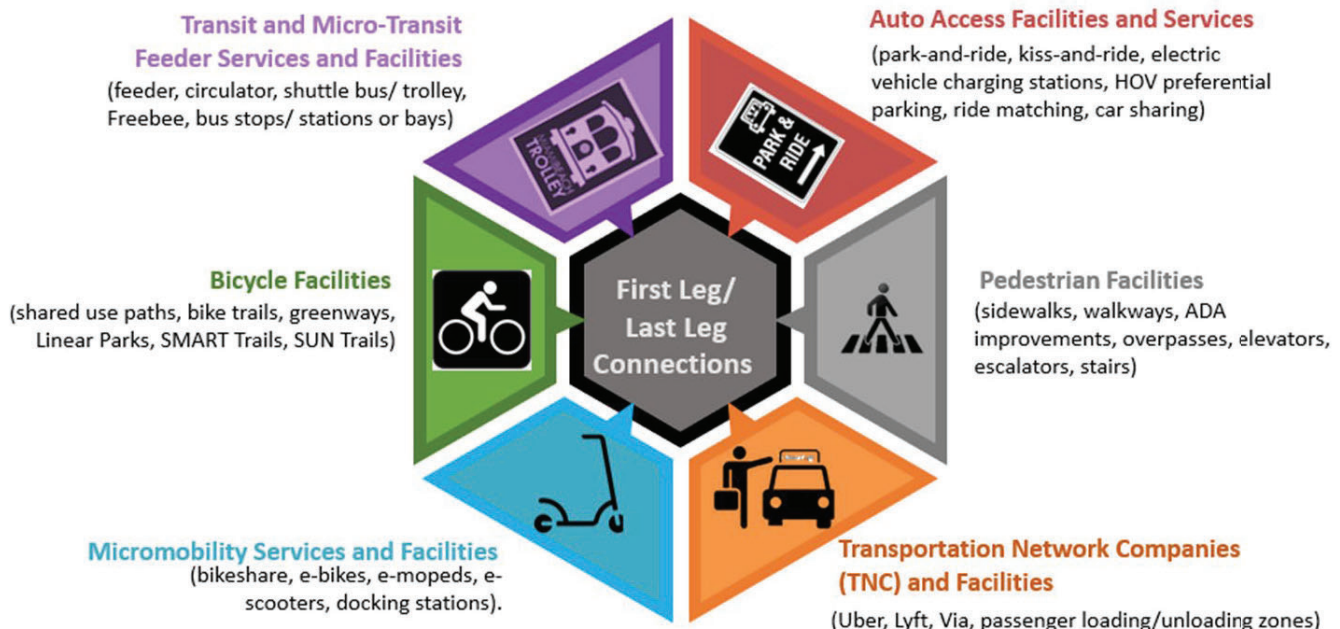 Transit and Micro-Transit
Feeder Services and Facilities
(feeder, circulator, shuttle bus/ trolley,
Freebee, bus stops/ stations or bays)
Auto Access Facilities and Services
(park-and-ride, kiss-and-ride, electric
vehicle charging stations, HOV preferential
parking, ride matching, car sharing)
MIAMI BEACH
TROLLEY
PARK &
RIDE
Bicycle Facilities
(shared use paths, bike trails, greenways,
Linear Parks, SMART Trails, SUN Trails)
First Leg/
Last Leg
Connections
Pedestrian Facilities
(sidewalks, walkways, ADA
improvements, overpasses, elevators,
escalators, stairs)
Micromobility Services and Facilities
(bikeshare, e-bikes, e-mopeds, e-
scooters, docking stations).
Transportation Network Companies
(TNC) and Facilities
(Uber, Lyft, Via, passenger loading/unloading zones)